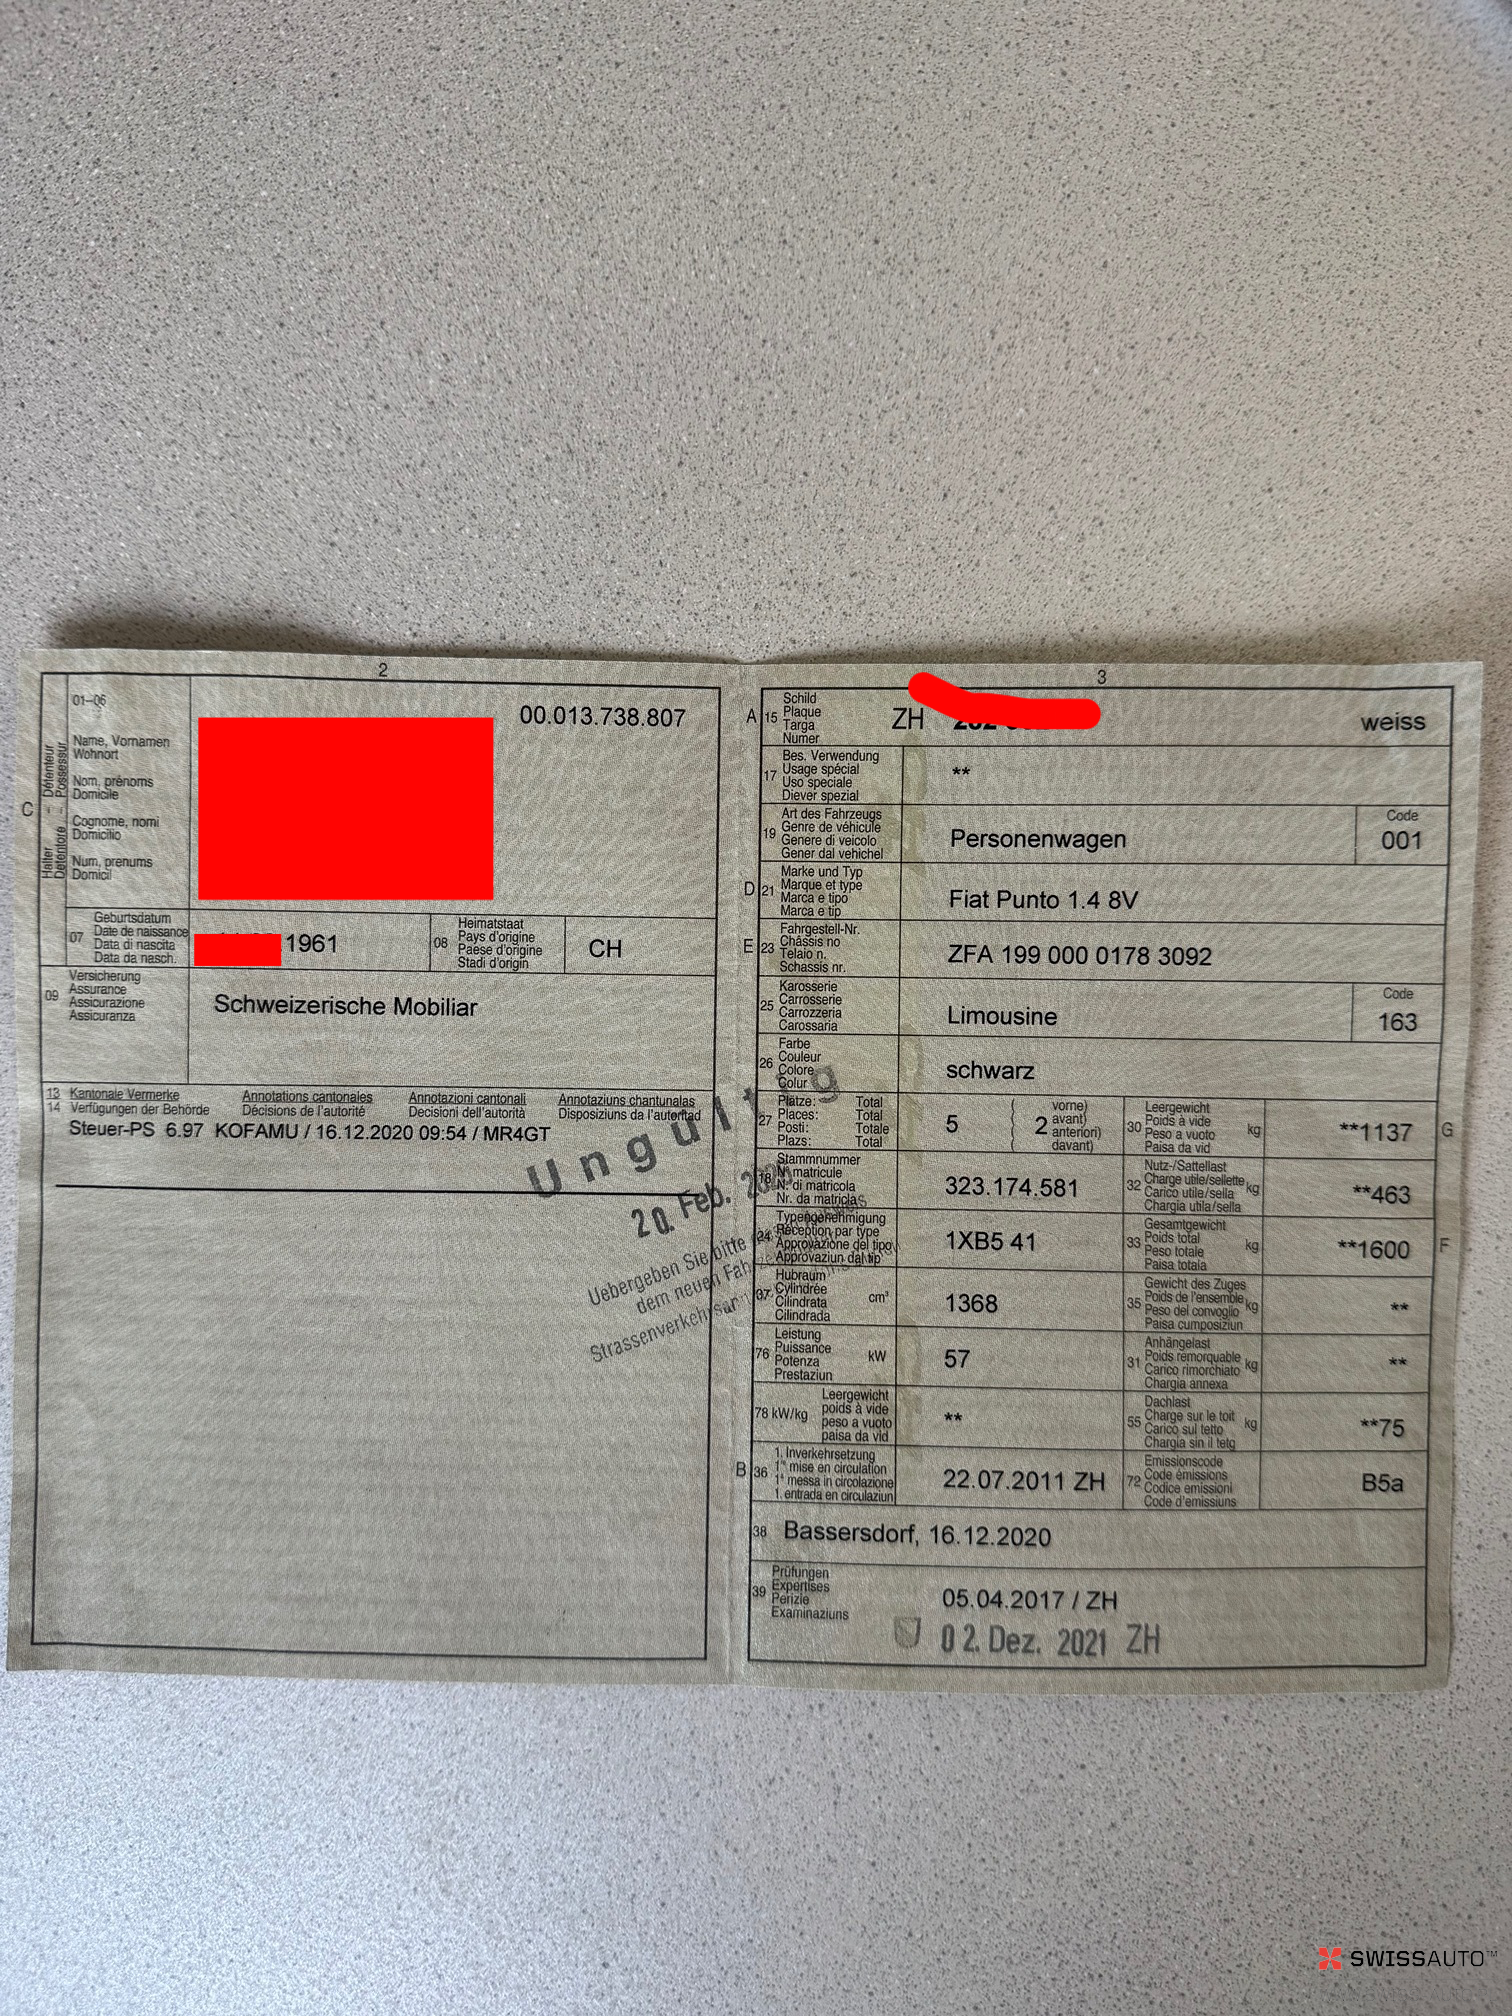 2
C
Halter – Détenteur
Detentore – Possessur
01–06
00.013.738.807
Name, Vornamen
Wohnort
Nom, prénoms
Domicile
Cognome, nomi
Domicilio
Num, prenums
Domicil
07
Geburtsdatum
Date de naissance
Data di nascita
Data da nasch.
1961
08
Heimatstaat
Pays d'origine
Paese di origine
Stadi d'origin
CH
09
Versicherung
Assurance
Assicurazione
Assicuranza
Schweizerische Mobiliar
13 Kantonale Vermerke Annotations cantonales Annotazioni cantonali Annotaziuns chantunalas
14 Verfügungen der Behörde Décisions de l'autorité Decisioni dell'autorità Disposiziuns da l'autoritad
Steuer-PS 6.97 KOFAMU / 16.12.2020 09:54 / MR4GT
Ungültig
20. Feb.
Uebergeben Sie bitte
dem neuen
3
A
15
Schild
Plaque
Targa
Numer
ZH
weiss
17
Bes. Verwendung
Usage spécial
Uso speciale
Diever spezial
**
19
Art des Fahrzeugs
Genre de véhicule
Genere di veicolo
Gener dal vehichel
Personenwagen
Code
001
D
21
Marke und Typ
Marque et type
Marca e tipo
Marca e tip
Fiat Punto 1.4 8V
E
23
Fahrgestell-Nr.
Châssis no
Telaio n.
Schassis nr.
ZFA 199 000 0178 3092
25
Karosserie
Carrosserie
Carrozzeria
Carossaria
Limousine
Code
163
26
Farbe
Couleur
Colore
Colur
schwarz
27
Plätze: Total
Places: Total
Posti: Totale
Plazs: Total
5
2
vorne)
avant)
anteriori)
davant)
30
Leergewicht
Poids à vide
Peso a vuoto
Paisa da vid
kg
**1137
G
18
Stammnummer
N° matricule
N. di matricola
Nr. da matricla
323.174.581
32
Nutz-/Sattellast
Charge utile/sellette
Carico utile/sella
Chargia utila/sella
kg
**463
24
Typengenehmigung
Réception par type
Approvazione del tipo
Approvaziun dal tip
1XB5 41
33
Gesamtgewicht
Poids total
Peso totale
Paisa totala
kg
**1600
F
37
Hubraum
Cylindrée
Cilindrata
Cilindrada
cm³
1368
35
Gewicht des Zuges
Poids de l'ensemble
Peso del convoglio
Paisa cumposiziun
kg
**
76
Leistung
Puissance
Potenza
Prestaziun
kW
57
31
Anhängelast
Poids remorquable
Carico rimorchiato
Chargia annexa
kg
**
78 kW/kg
Leergewicht
poids à vide
peso a vuoto
paisa da vid
**
55
Dachlast
Charge sur le toit
Carico sul tetto
Chargia sin il tetg
kg
**75
B
36
1. Inverkehrsetzung
1re mise en circulation
1a messa in circolazione
1. entrada en circulaziun
22.07.2011 ZH
72
Emissionscode
Code émissions
Codice emissioni
Code d'emissiuns
B5a
38
Bassersdorf, 16.12.2020
39
Prüfungen
Expertises
Perizie
Examinaziuns
05.04.2017 / ZH
02. Dez. 2021 ZH
SWISSAUTO™